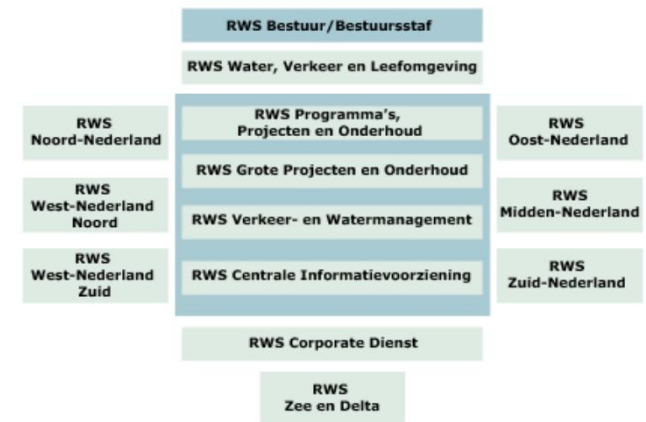 RWS Bestuur/Bestuursstaf
RWS Water, Verkeer en Leefomgeving
RWS
Noord-Nederland
RWS
West-Nederland
Noord
RWS
West-Nederland
Zuid
RWS Programma's,
Projecten en Onderhoud
RWS Grote Projecten en Onderhoud
RWS Verkeer- en Watermanagement
RWS Centrale Informatievoorziening
RWS
Oost-Nederland
RWS
Midden-Nederland
RWS
Zuid-Nederland
RWS Corporate Dienst
RWS
Zee en Delta